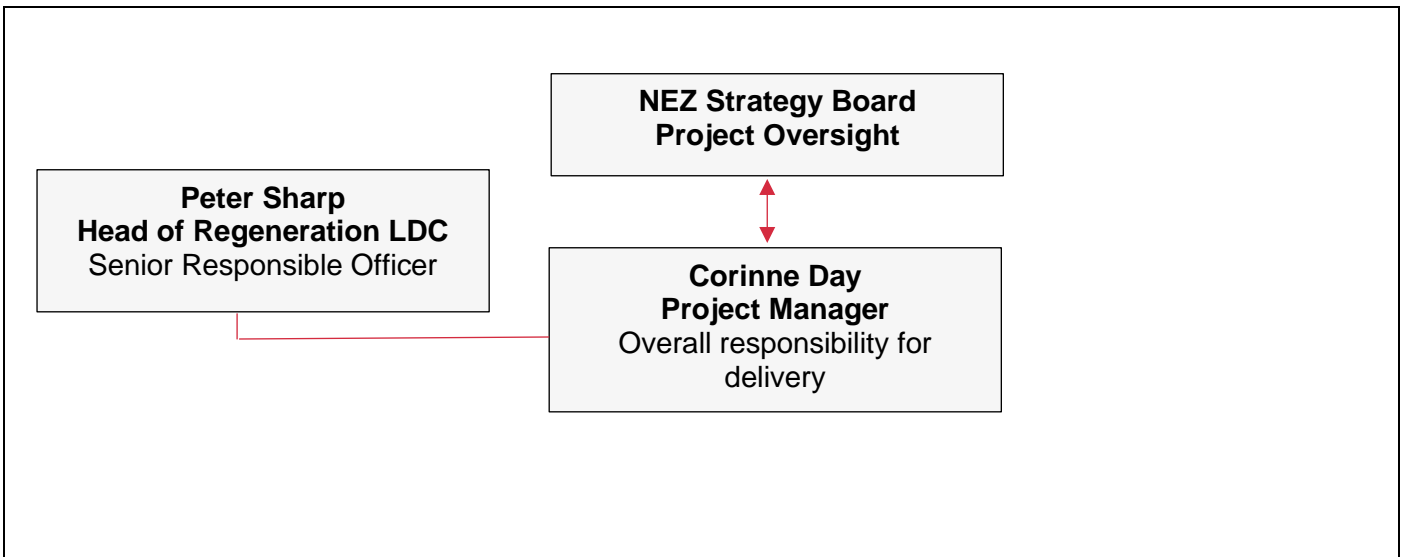 NEZ Strategy Board
Project Oversight
Peter Sharp
Head of Regeneration LDC
Senior Responsible Officer
Corinne Day
Project Manager
Overall responsibility for
delivery